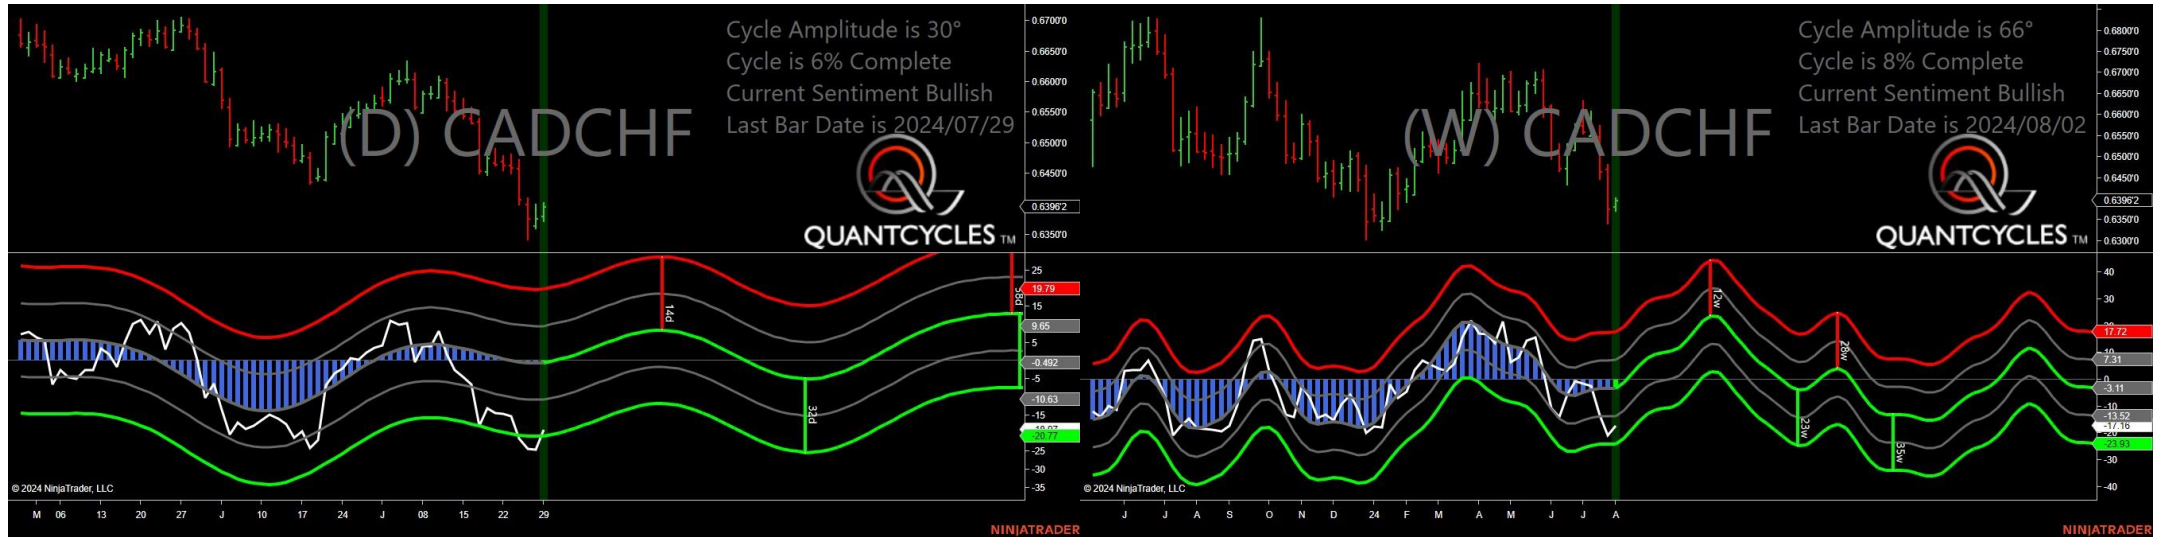 Cycle Amplitude is 30°
Cycle is 6% Complete
Current Sentiment Bullish
Last Bar Date is 2024/07/29
(D) CADCHF
QUANTCYCLES TM
0.6700'0
0.6650'0
0.6600'0
0.6550'0
0.6500'0
0.6450'0
0.6396'2
0.6350'0
25
19.79
15
9.65
5
-0.492
-5
-10.63
-15
-20.77
-25
-30
-35
14d
32d
58d
© 2024 NinjaTrader, LLC
M 06 13 20 27 J 10 17 24 J 08 15 22 29
NINJATRADER
Cycle Amplitude is 66°
Cycle is 8% Complete
Current Sentiment Bullish
Last Bar Date is 2024/08/02
(W) CADCHF
QUANTCYCLES TM
0.6800'0
0.6750'0
0.6700'0
0.6650'0
0.6600'0
0.6550'0
0.6500'0
0.6450'0
0.6396'2
0.6350'0
0.6300'0
40
30
17.72
10
7.31
0
-3.11
-10
-13.52
-17.16
-23.93
-30
-40
12w
28w
23w
35w
© 2024 NinjaTrader, LLC
J J A S O N D 24 F M A M J J A
NINJATRADER